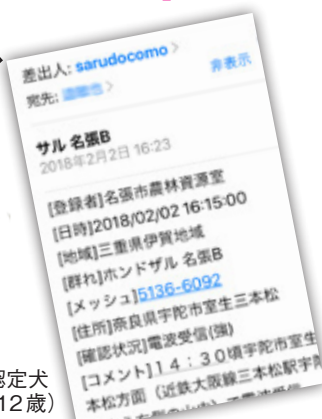 差出人: sarudocomo >
宛先:
非表示
サル 名張B
2018年2月2日 16:23
[登録者]名張市農林資源室
[日時]2018/02/02 16:15:00
[地域]三重県伊賀地域
[群れ]ホンドザル 名張B
[メッシュ]5136-6092
[住所]奈良県宇陀市室生三本松
[確認状況]電波受信(強)
[コメント]14:30頃宇陀市室生三
本松方面（近鉄大阪線三本松駅宇陀
認定犬
12歳）